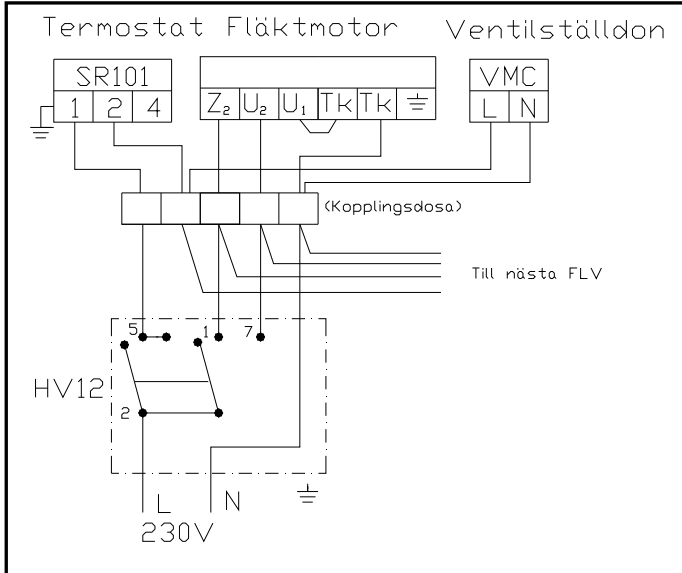 Termostat Fläktmotor Ventilställdon
SR101 VMC
1 2 4 Z₂ U₂ U₁ Tk Tk L N
(Kopplingsdosa)
Till nästa FLV
5 1 7
HV12
2
L N
230V